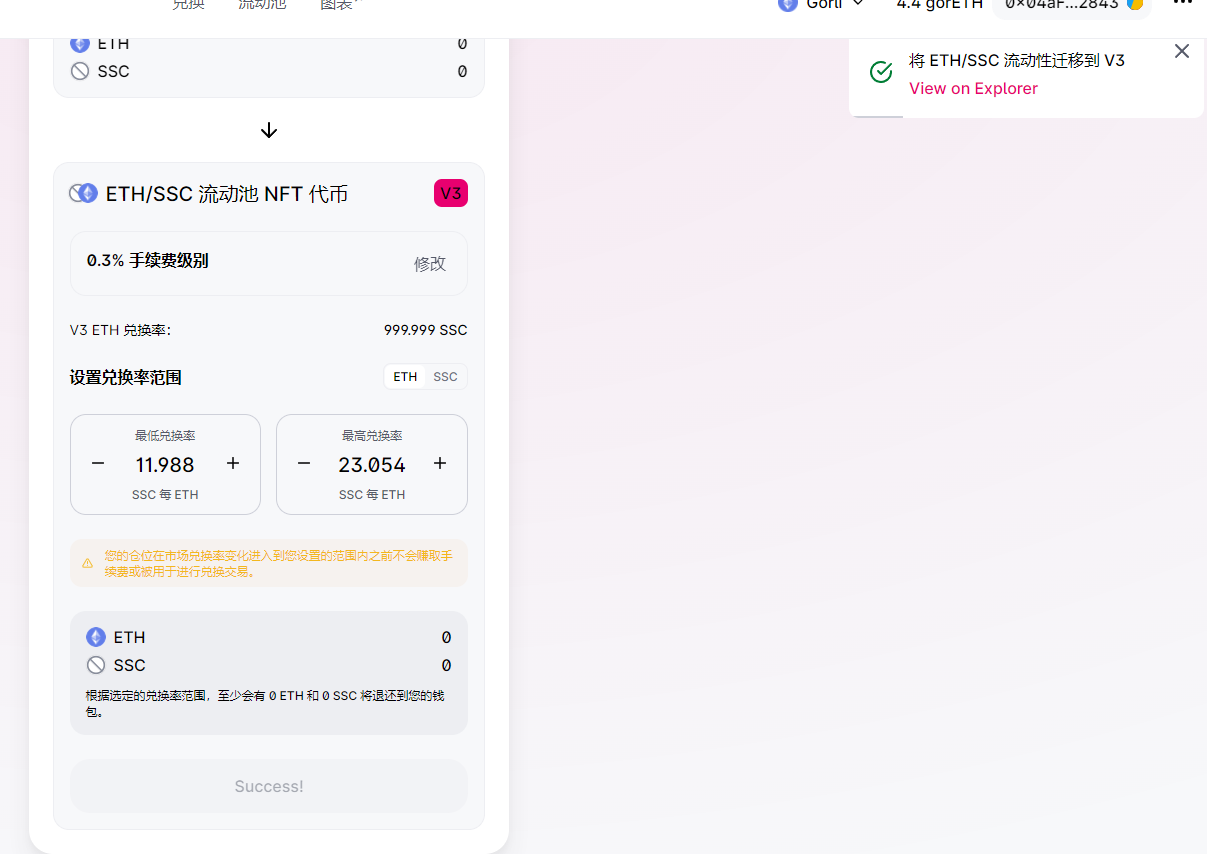 兑换 流动池 图表
Görli 4.4 görETH 0x04aF...2843
ETH 0
SSC 0
将 ETH/SSC 流动性迁移到 V3
View on Explorer
ETH/SSC 流动池 NFT 代币 V3
0.3% 手续费级别 修改
V3 ETH 兑换率: 999.999 SSC
设置兑换率范围 ETH SSC
最低兑换率 最高兑换率
11.988 23.054
SSC 每 ETH SSC 每 ETH
您的仓位在市场兑换率变化进入到您设置的范围内之前不会赚取手
续费或被用于进行兑换交易。
ETH 0
SSC 0
根据选定的兑换率范围，至少会有 0 ETH 和 0 SSC 将退还到您的钱
包。
Success!